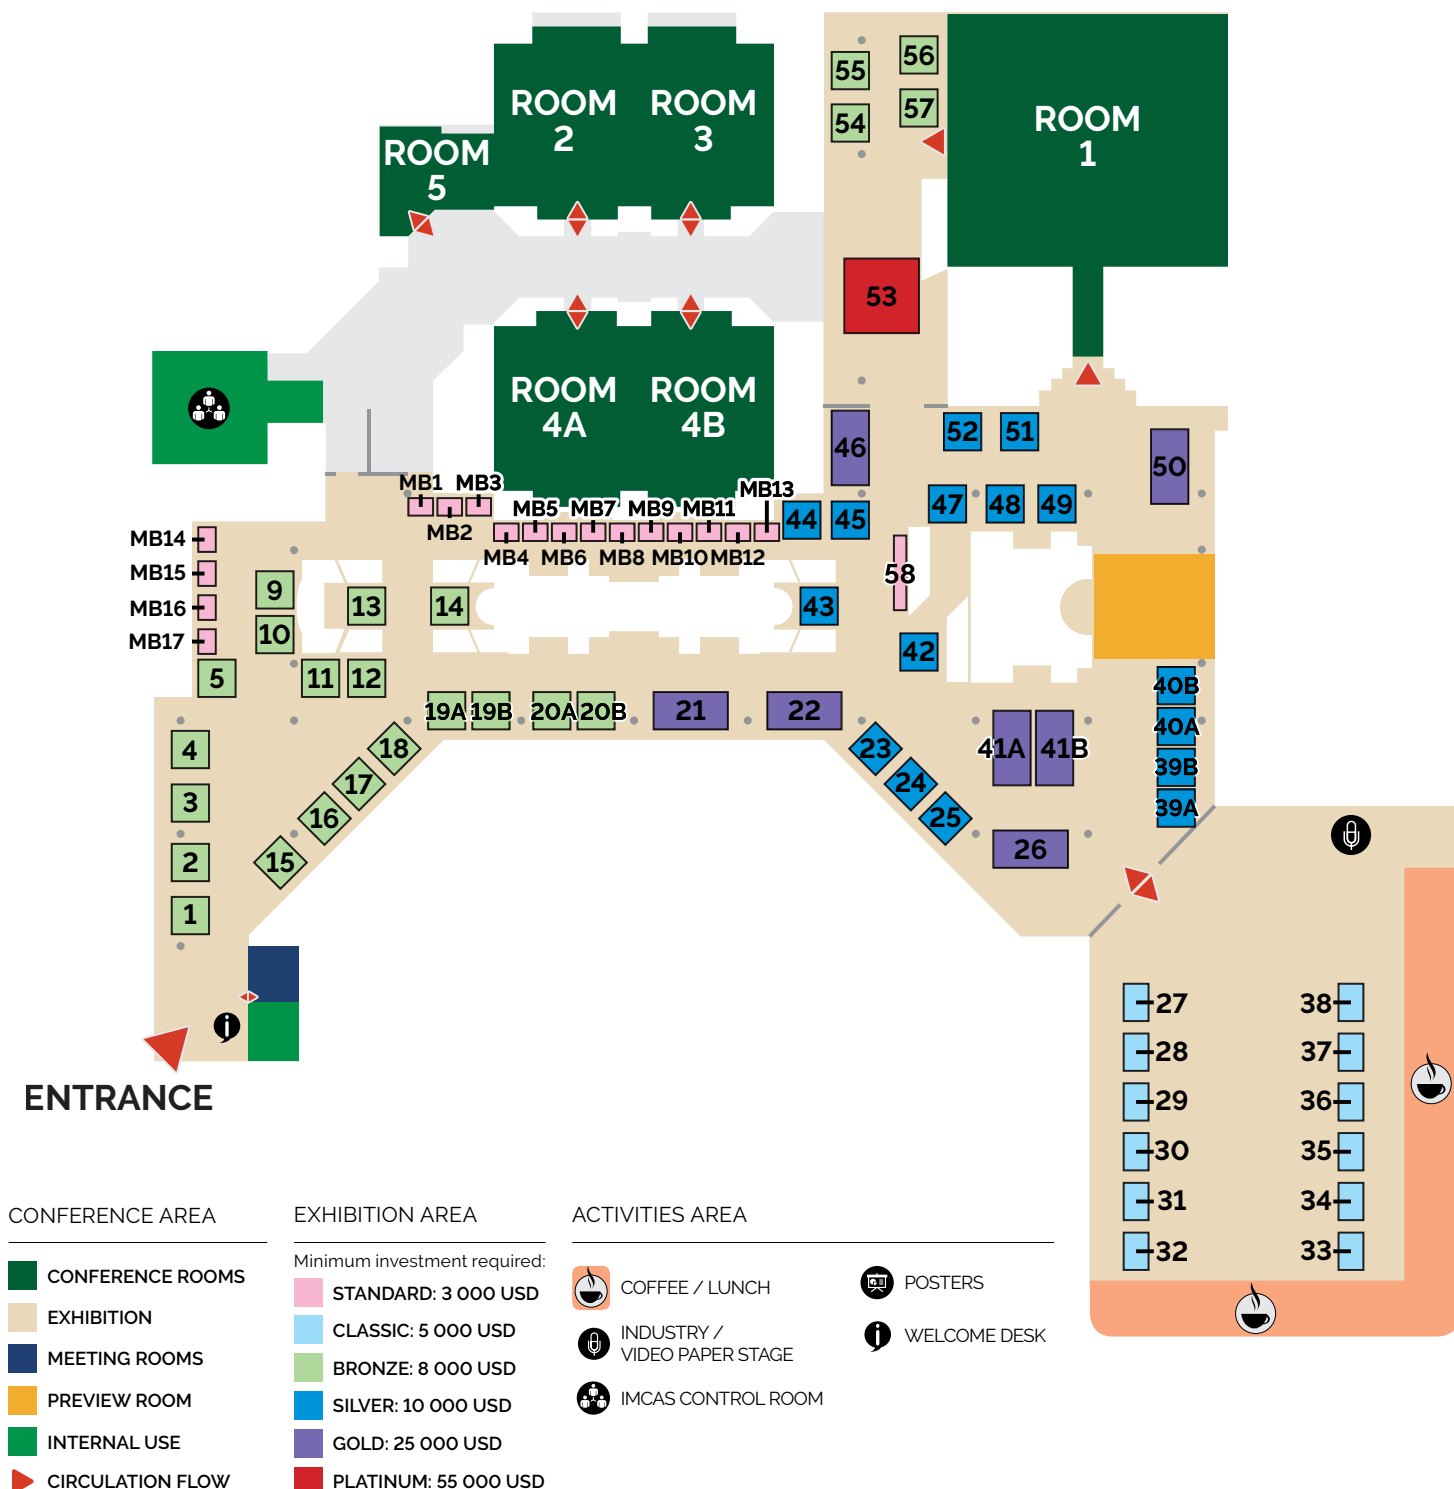 ROOM
2
ROOM
3
ROOM
5
ROOM
1
55
56
54
57
53
ROOM
4A
ROOM
4B
46
52
51
50
MB1
MB3
MB2
MB5
MB7
MB9
MB11
MB13
MB4
MB6
MB8
MB10
MB12
44
45
47
48
49
MB14
MB15
MB16
MB17
9
10
13
14
43
58
42
5
11
12
19A
19B
20A
20B
21
22
40B
40A
39B
39A
4
3
2
1
18
17
16
15
23
24
25
41A
41B
26
27
28
29
30
31
32
38
37
36
35
34
33
ENTRANCE
CONFERENCE AREA
CONFERENCE ROOMS
EXHIBITION
MEETING ROOMS
PREVIEW ROOM
INTERNAL USE
CIRCULATION FLOW
EXHIBITION AREA
Minimum investment required:
STANDARD: 3 000 USD
CLASSIC: 5 000 USD
BRONZE: 8 000 USD
SILVER: 10 000 USD
GOLD: 25 000 USD
PLATINUM: 55 000 USD
ACTIVITIES AREA
COFFEE / LUNCH
INDUSTRY /
VIDEO PAPER STAGE
IMCAS CONTROL ROOM
POSTERS
WELCOME DESK